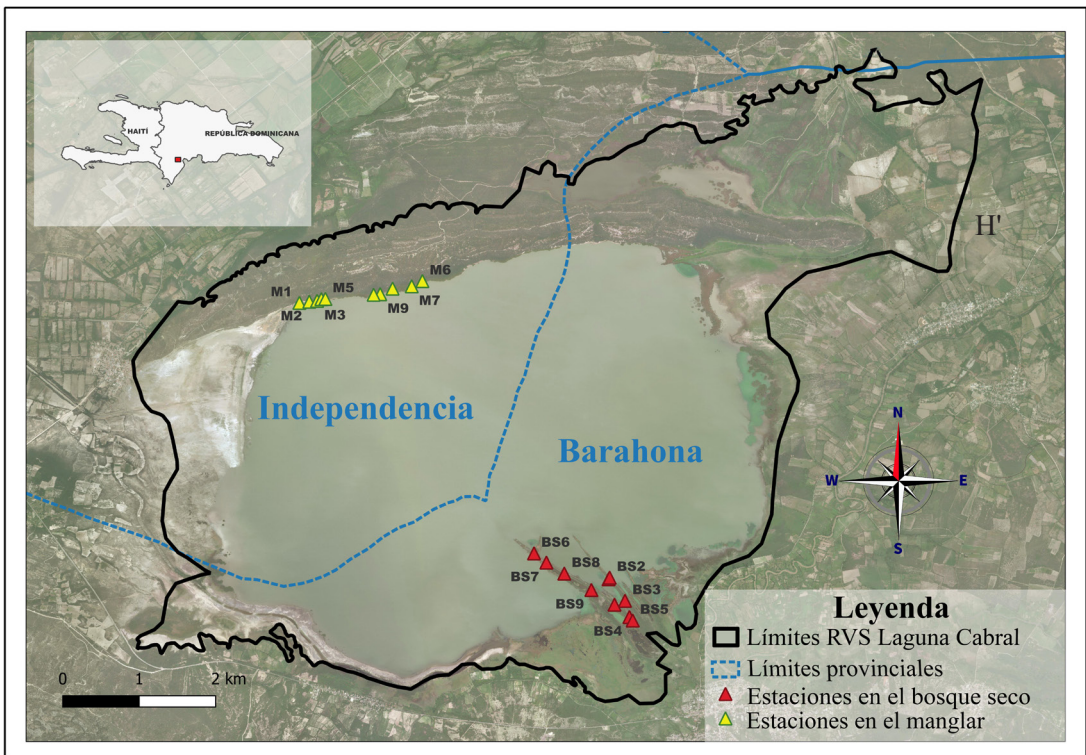 HAITÍ
REPÚBLICA DOMINICANA
H'
M6
M1
M5
M7
M9
M2
M3
Independencia
Barahona
N
W
E
S
BS6
BS8
BS2
BS7
BS3
BS9
BS5
BS4
Leyenda
Límites RVS Laguna Cabral
Límites provinciales
Estaciones en el bosque seco
Estaciones en el manglar
0 1 2 km